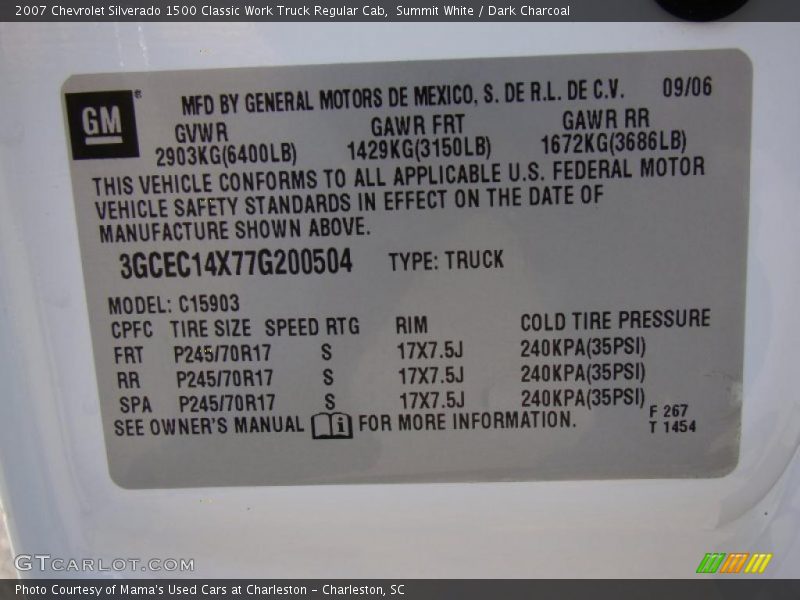 2007 Chevrolet Silverado 1500 Classic Work Truck Regular Cab,  Summit White / Dark Charcoal
GM®
MFD BY GENERAL MOTORS DE MEXICO, S. DE R.L. DE C.V. 09/06
GVWR GAWR FRT GAWR RR
2903KG(6400LB) 1429KG(3150LB) 1672KG(3686LB)
THIS VEHICLE CONFORMS TO ALL APPLICABLE U.S. FEDERAL MOTOR
VEHICLE SAFETY STANDARDS IN EFFECT ON THE DATE OF
MANUFACTURE SHOWN ABOVE.
3GCEC14X77G200504 TYPE: TRUCK
MODEL: C15903
CPFC TIRE SIZE SPEED RTG RIM COLD TIRE PRESSURE
FRT P245/70R17 S 17X7.5J 240KPA(35PSI)
RR P245/70R17 S 17X7.5J 240KPA(35PSI)
SPA P245/70R17 S 17X7.5J 240KPA(35PSI)
SEE OWNER'S MANUAL i FOR MORE INFORMATION.
F 267
T 1454
GTCARLOT.COM
Photo Courtesy of Mama's Used Cars at Charleston - Charleston, SC